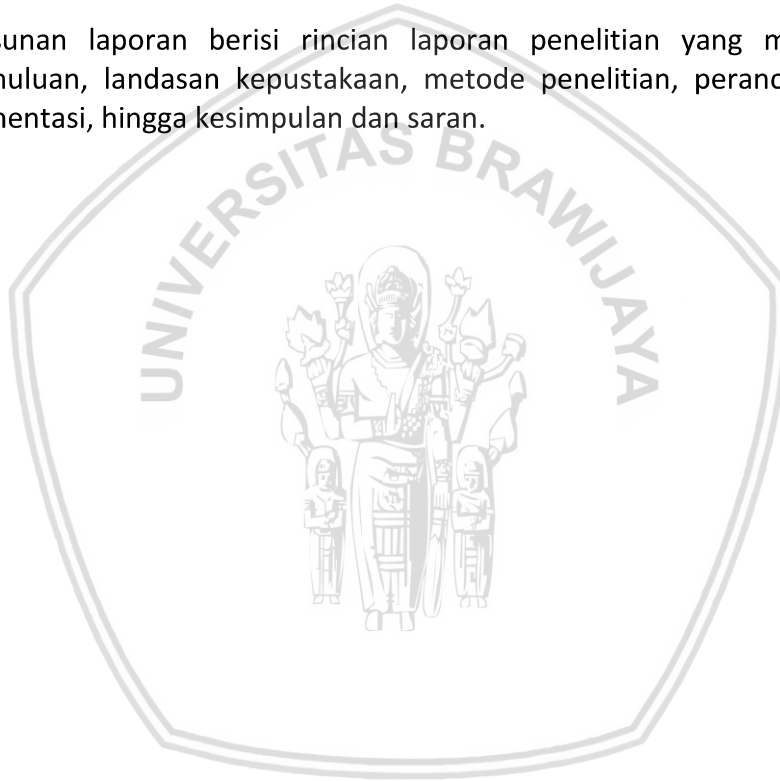 sunan laporan berisi rincian laporan penelitian yang m
huluan, landasan kepustakaan, metode penelitian, peranc
nentasi, hingga kesimpulan dan saran.
UNIVERSITAS BRAWIJAYA